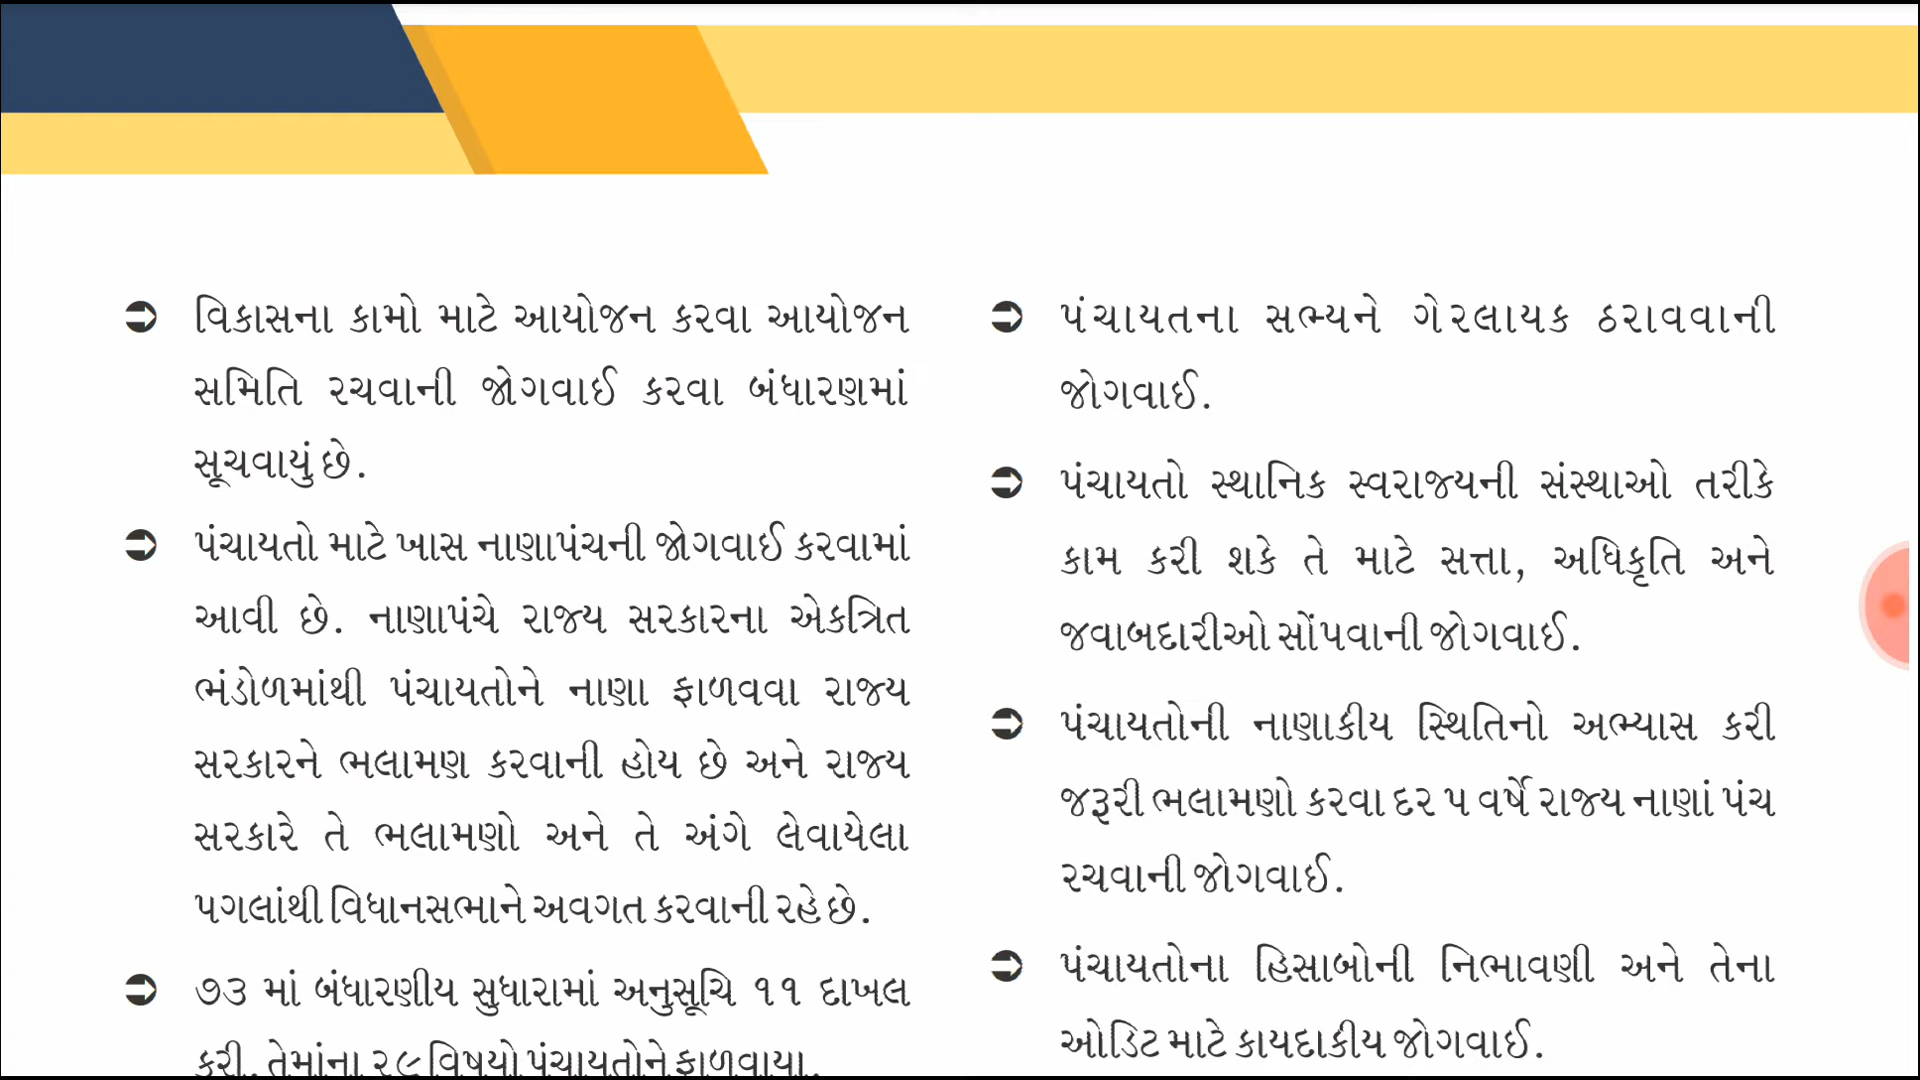 વિકાસના કામો માટે આયોજન કરવા આયોજન
સમિતિ રચવાની જોગવાઈ કરવા બંધારણમાં
સૂચવાયું છે.
પંચાયતો માટે ખાસ નાણાપંચની જોગવાઈ કરવામાં
આવી છે. નાણાપંચે રાજ્ય સરકારના એકત્રિત
ભંડોળમાંથી પંચાયતોને નાણા ફાળવવા રાજ્ય
સરકારને ભલામણ કરવાની હોય છે અને રાજ્ય
સરકારે તે ભલામણો અને તે અંગે લેવાયેલા
પગલાંથી વિધાનસભાને અવગત કરવાની રહે છે.
૭૩ માં બંધારણીય સુધારામાં અનુસૂચિ ૧૧ દાખલ
કરી. તેમાંના ૨૯ વિષયો પંચાયતોને ફાળવાયા.
પંચાયતના સભ્યને ગેરલાયક ઠરાવવાની
જોગવાઈ.
પંચાયતો સ્થાનિક સ્વરાજ્યની સંસ્થાઓ તરીકે
કામ કરી શકે તે માટે સત્તા, અધિકૃતિ અને
જવાબદારીઓ સોંપવાની જોગવાઈ.
પંચાયતોની નાણાકીય સ્થિતિનો અભ્યાસ કરી
જરૂરી ભલામણો કરવા દર ૫ વર્ષે રાજ્ય નાણાં પંચ
રચવાની જોગવાઈ.
પંચાયતોના હિસાબોની નિભાવણી અને તેના
ઓડિટ માટે કાયદાકીય જોગવાઈ.